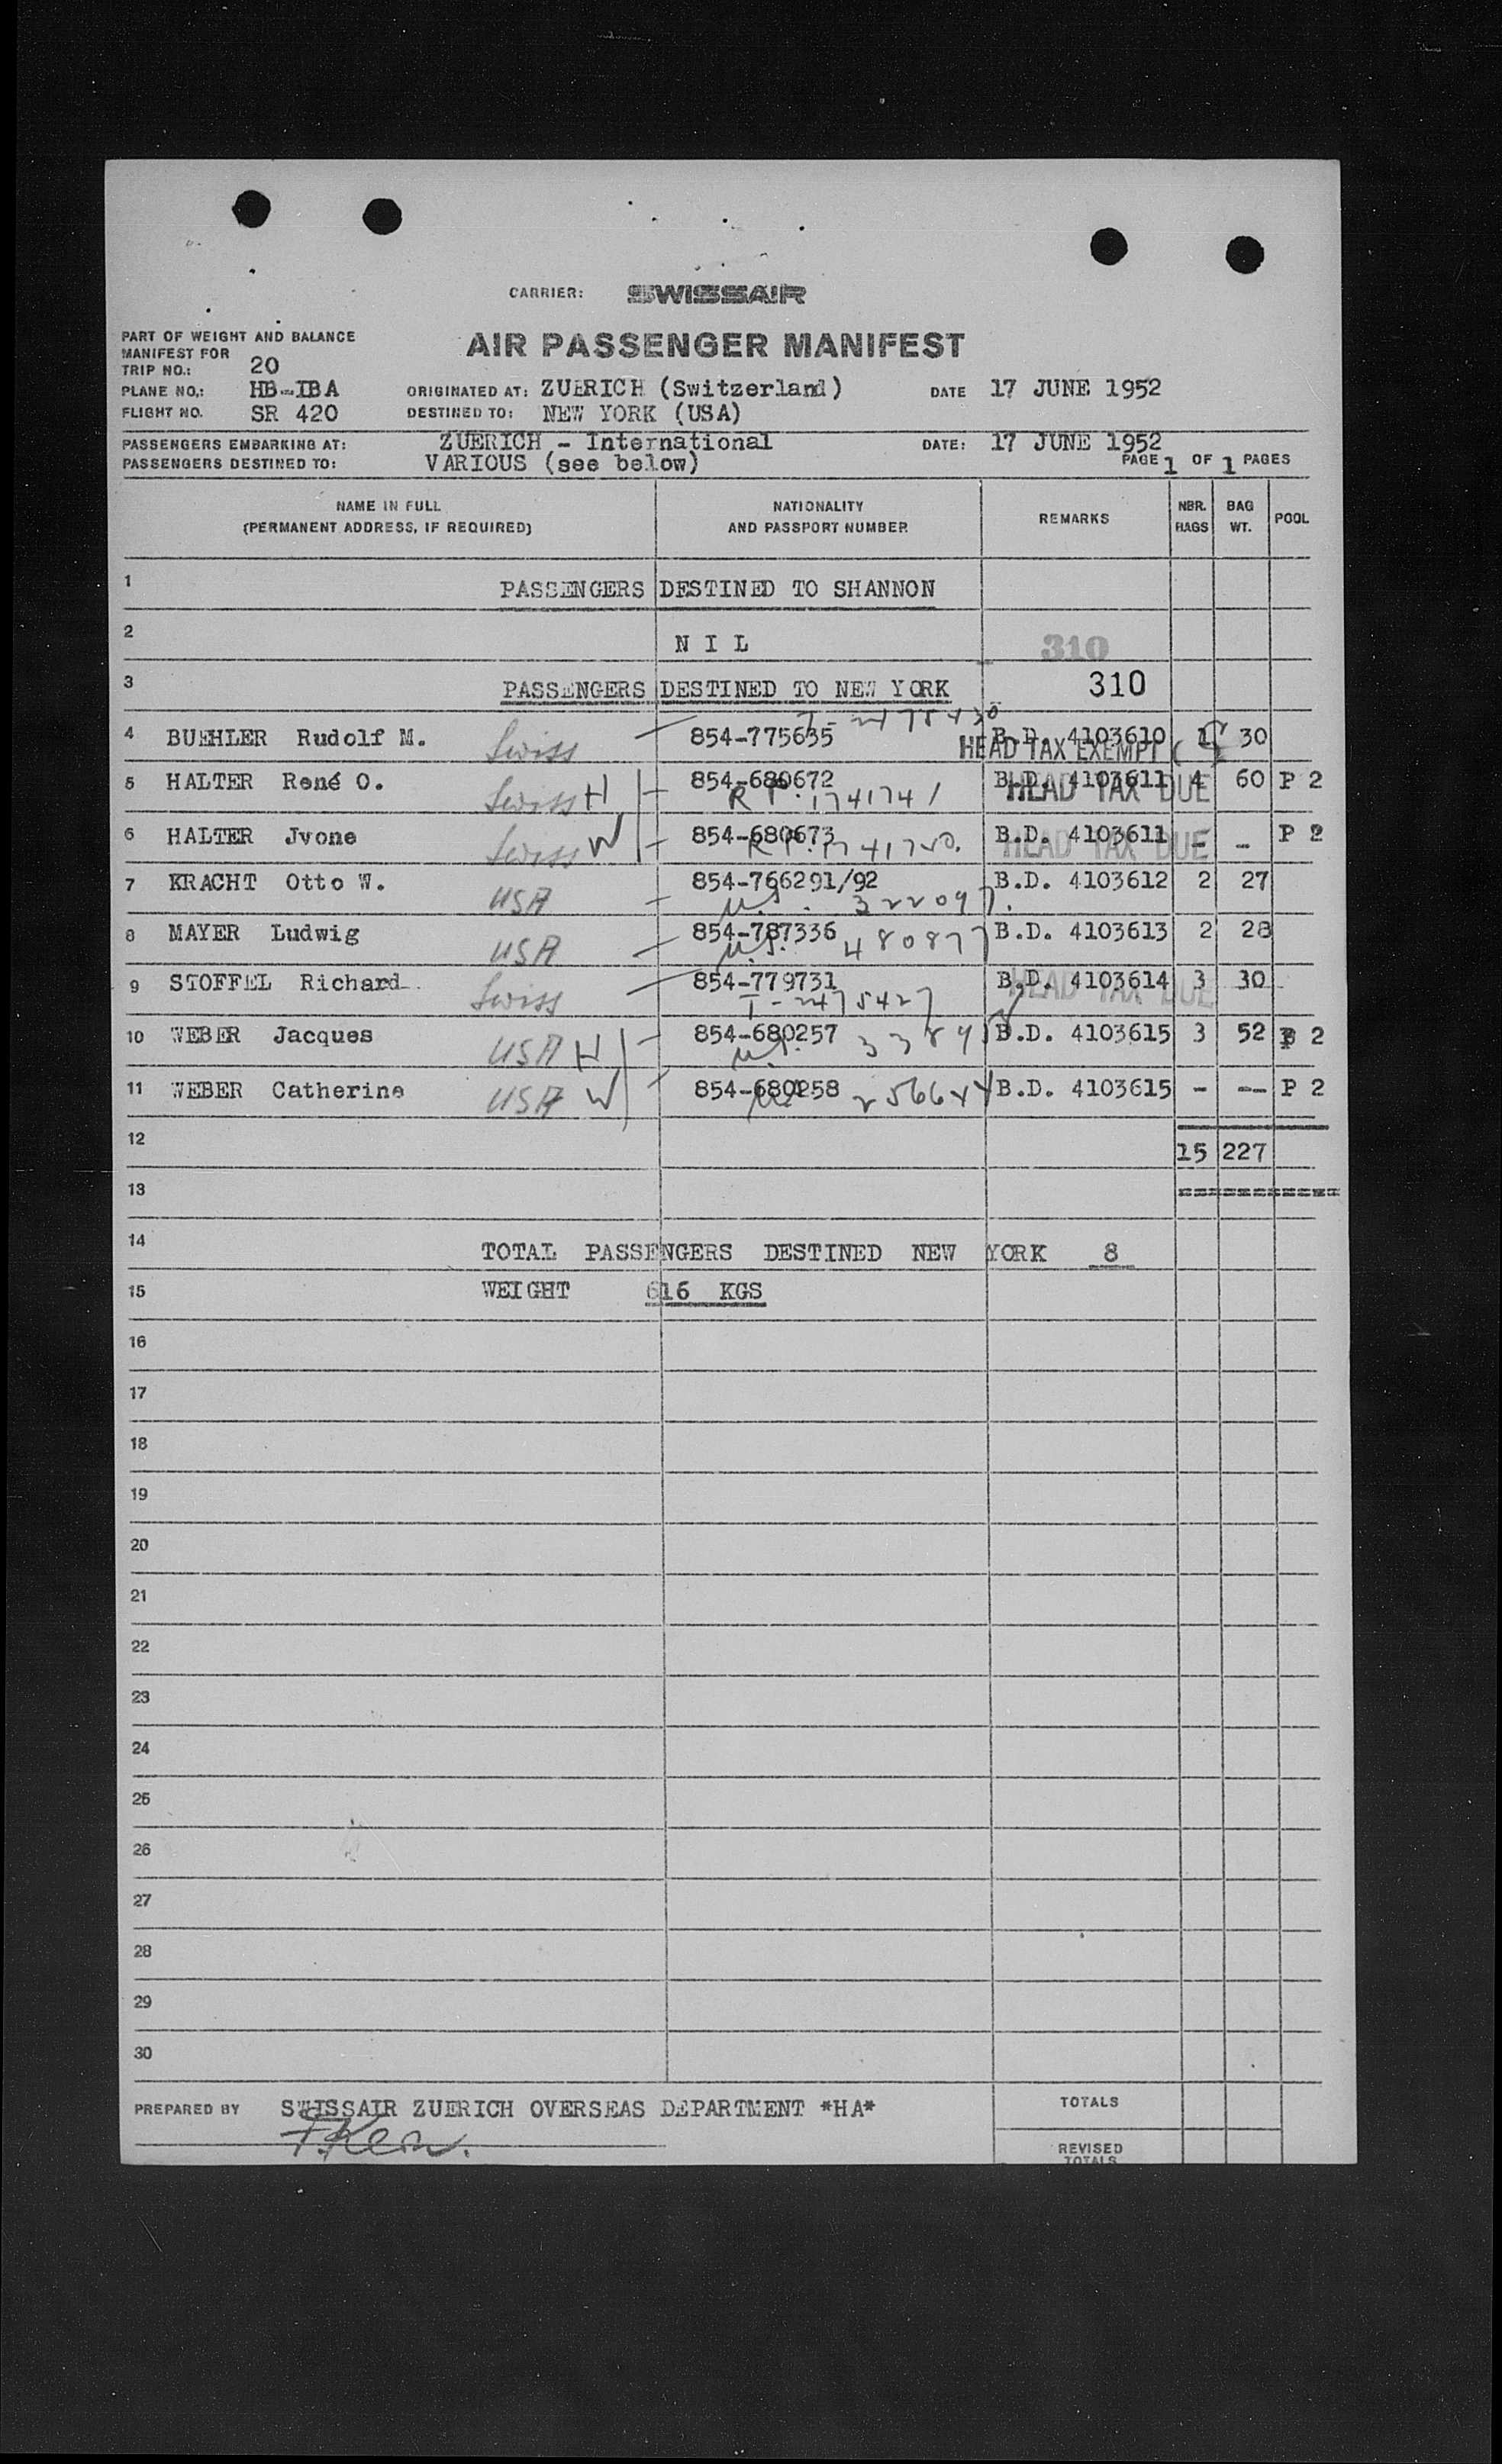 CARRIER: SWISSAIR
PART OF WEIGHT AND BALANCE
MANIFEST FOR
TRIP NO.: 20
AIR PASSENGER MANIFEST
PLANE NO.: HB-IBA ORIGINATED AT: ZUERICH (Switzerland) DATE 17 JUNE 1952
FLIGHT NO. SR 420 DESTINED TO: NEW YORK (USA)
PASSENGERS EMBARKING AT: ZUERICH - International DATE: 17 JUNE 1952
PASSENGERS DESTINED TO: VARIOUS (see below) PAGE 1 OF 1 PAGES
NAME IN FULL NATIONALITY REMARKS NBR. BAG POOL
(PERMANENT ADDRESS, IF REQUIRED) AND PASSPORT NUMBER BAGS WT.
1 PASSENGERS DESTINED TO SHANNON
2 N I L 310
3 PASSENGERS DESTINED TO NEW YORK 310
4 BUEHLER Rudolf M. Swiss 854-775635 B.D. 4103610 1 30
HEAD TAX EXEMPT
5 HALTER René O. Swiss H 854-680672 B.D. 4103611 4 60 P 2
R P. 1741741 HEAD TAX DUE
6 HALTER Jvone Swiss W 854-680673 B.D. 4103611 - - P 2
HEAD TAX DUE
7 KRACHT Otto W. USA 854-766291/92 B.D. 4103612 2 27
U.S. 322097.
8 MAYER Ludwig USA 854-787336 B.D. 4103613 2 28
U.S. 480877
9 STOFFEL Richard Swiss 854-779731 B.D. 4103614 3 30
I-2475427 HEAD TAX DUE
10 WEBER Jacques USA H 854-680257 B.D. 4103615 3 52 P 2
U.S.
11 WEBER Catherine USA W 854-680258 B.D. 4103615 - -- P 2
12 15 227
13 ===========
14 TOTAL PASSENGERS DESTINED NEW YORK 8
15 WEIGHT 616 KGS
16
17
18
19
20
21
22
23
24
25
26
27
28
29
30
PREPARED BY SWISSAIR ZUERICH OVERSEAS DEPARTMENT *HA* TOTALS
REVISED
TOTALS